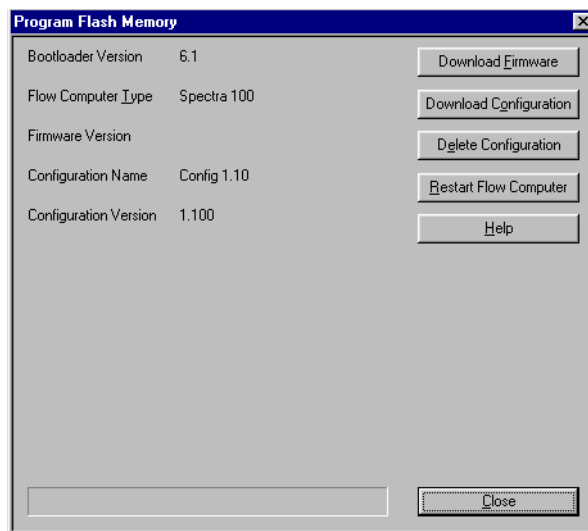 Program Flash Memory
Bootloader Version 6.1
Download Firmware
Flow Computer Type Spectra 100
Download Configuration
Firmware Version
Delete Configuration
Configuration Name Config 1.10
Restart Flow Computer
Configuration Version 1.100
Help
Close